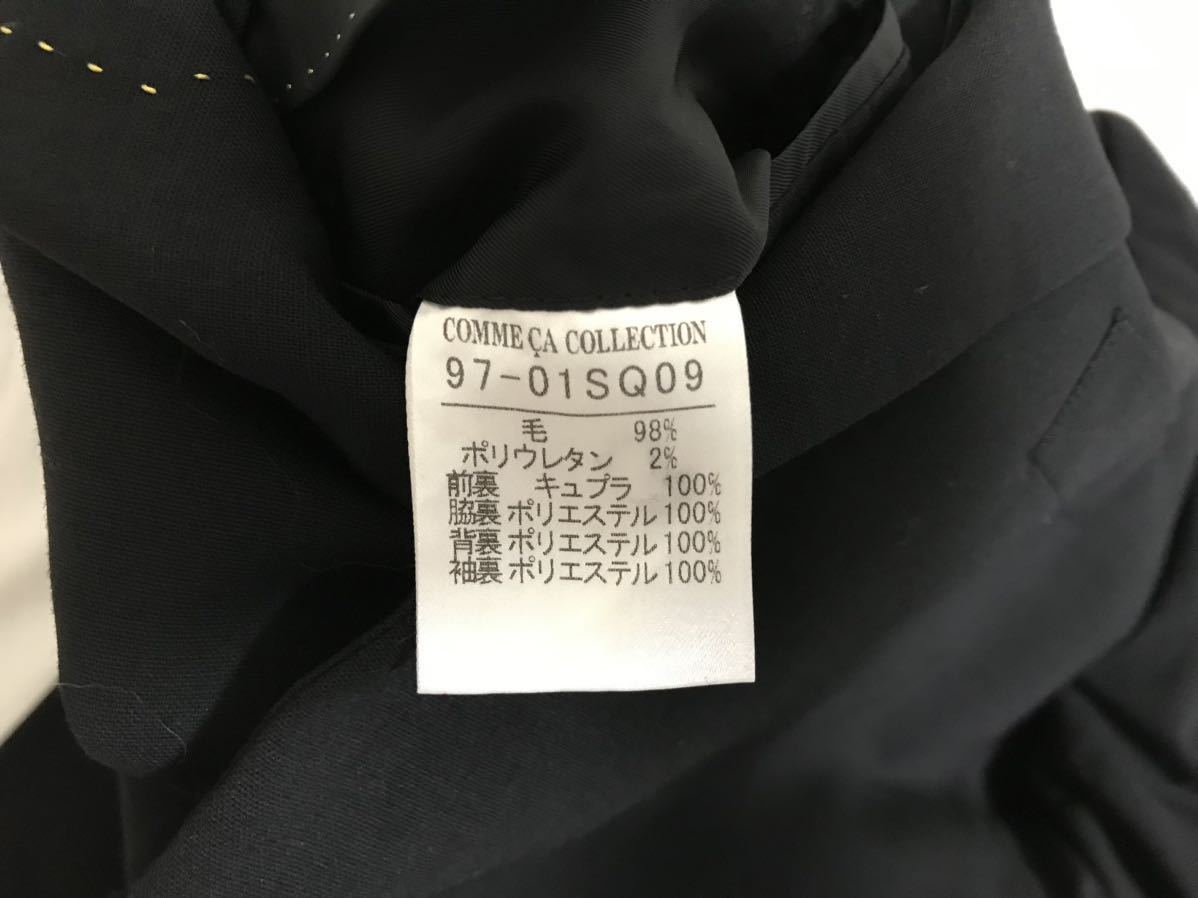 COMME ÇA COLLECTION
97-01SQ09
毛 98%
ポリウレタン 2%
前裏 キュプラ 100%
脇裏 ポリエステル 100%
背裏 ポリエステル 100%
袖裏 ポリエステル 100%